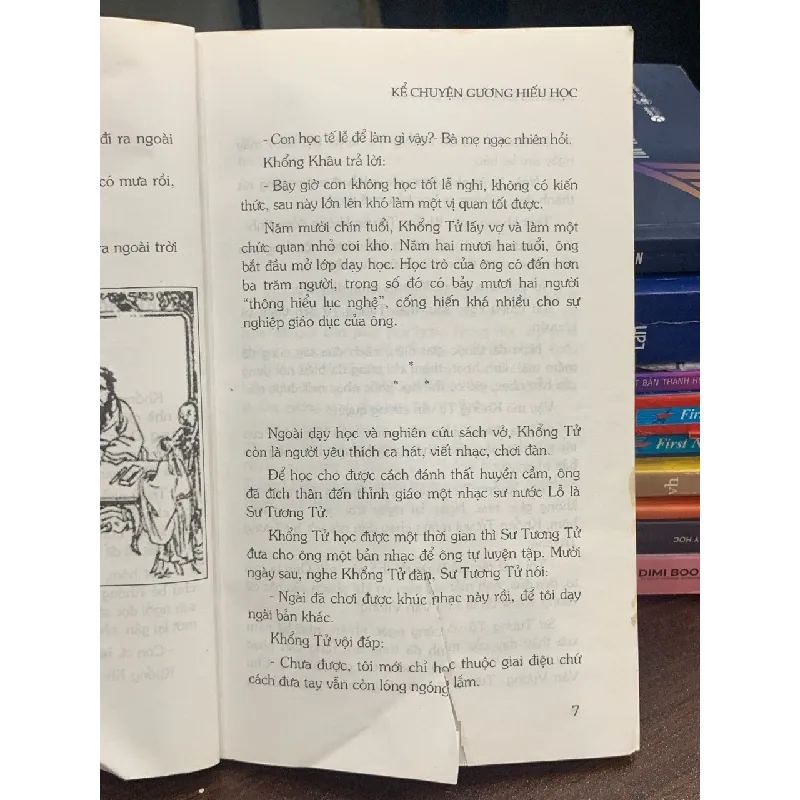 đi ra ngoài
có mưa rồi,
ra ngoài trời
KỂ CHUYỆN GƯƠNG HIẾU HỌC
- Con học tế lễ để làm gì vậy?- Bà mẹ ngạc nhiên hỏi.
Khổng Khâu trả lời:
- Bây giờ con không học tốt lễ nghi, không có kiến
thức, sau này lớn lên khó làm một vị quan tốt được.
Năm mười chín tuổi, Khổng Tử lấy vợ và làm một
chức quan nhỏ coi kho. Năm hai mươi hai tuổi, ông
bắt đầu mở lớp dạy học. Học trò của ông có đến hơn
ba trăm người, trong số đó có bảy mươi hai người
“thông hiểu lục nghệ”, cống hiến khá nhiều cho sự
nghiệp giáo dục của ông.
*
* *
Ngoài dạy học và nghiên cứu sách vở, Khổng Tử
còn là người yêu thích ca hát, viết nhạc, chơi đàn.
Để học cho được cách đánh thất huyền cầm, ông
đã đích thân đến thỉnh giáo một nhạc sư nước Lỗ là
Sư Tương Tử.
Khổng Tử học được một thời gian thì Sư Tương Tử
đưa cho ông một bản nhạc để ông tự luyện tập. Mười
ngày sau, nghe Khổng Tử đàn, Sư Tương Tử nói:
- Ngài đã chơi được khúc nhạc này rồi, để tôi dạy
ngài bản khác.
Khổng Tử vội đáp:
- Chưa được, tôi mới chỉ học thuộc giai điệu chứ
cách đưa tay vẫn còn lóng ngóng lắm.
7
LẠI
T BẢN THANH H
Fir
First N
vh
Y HỌC
DIMI BOO